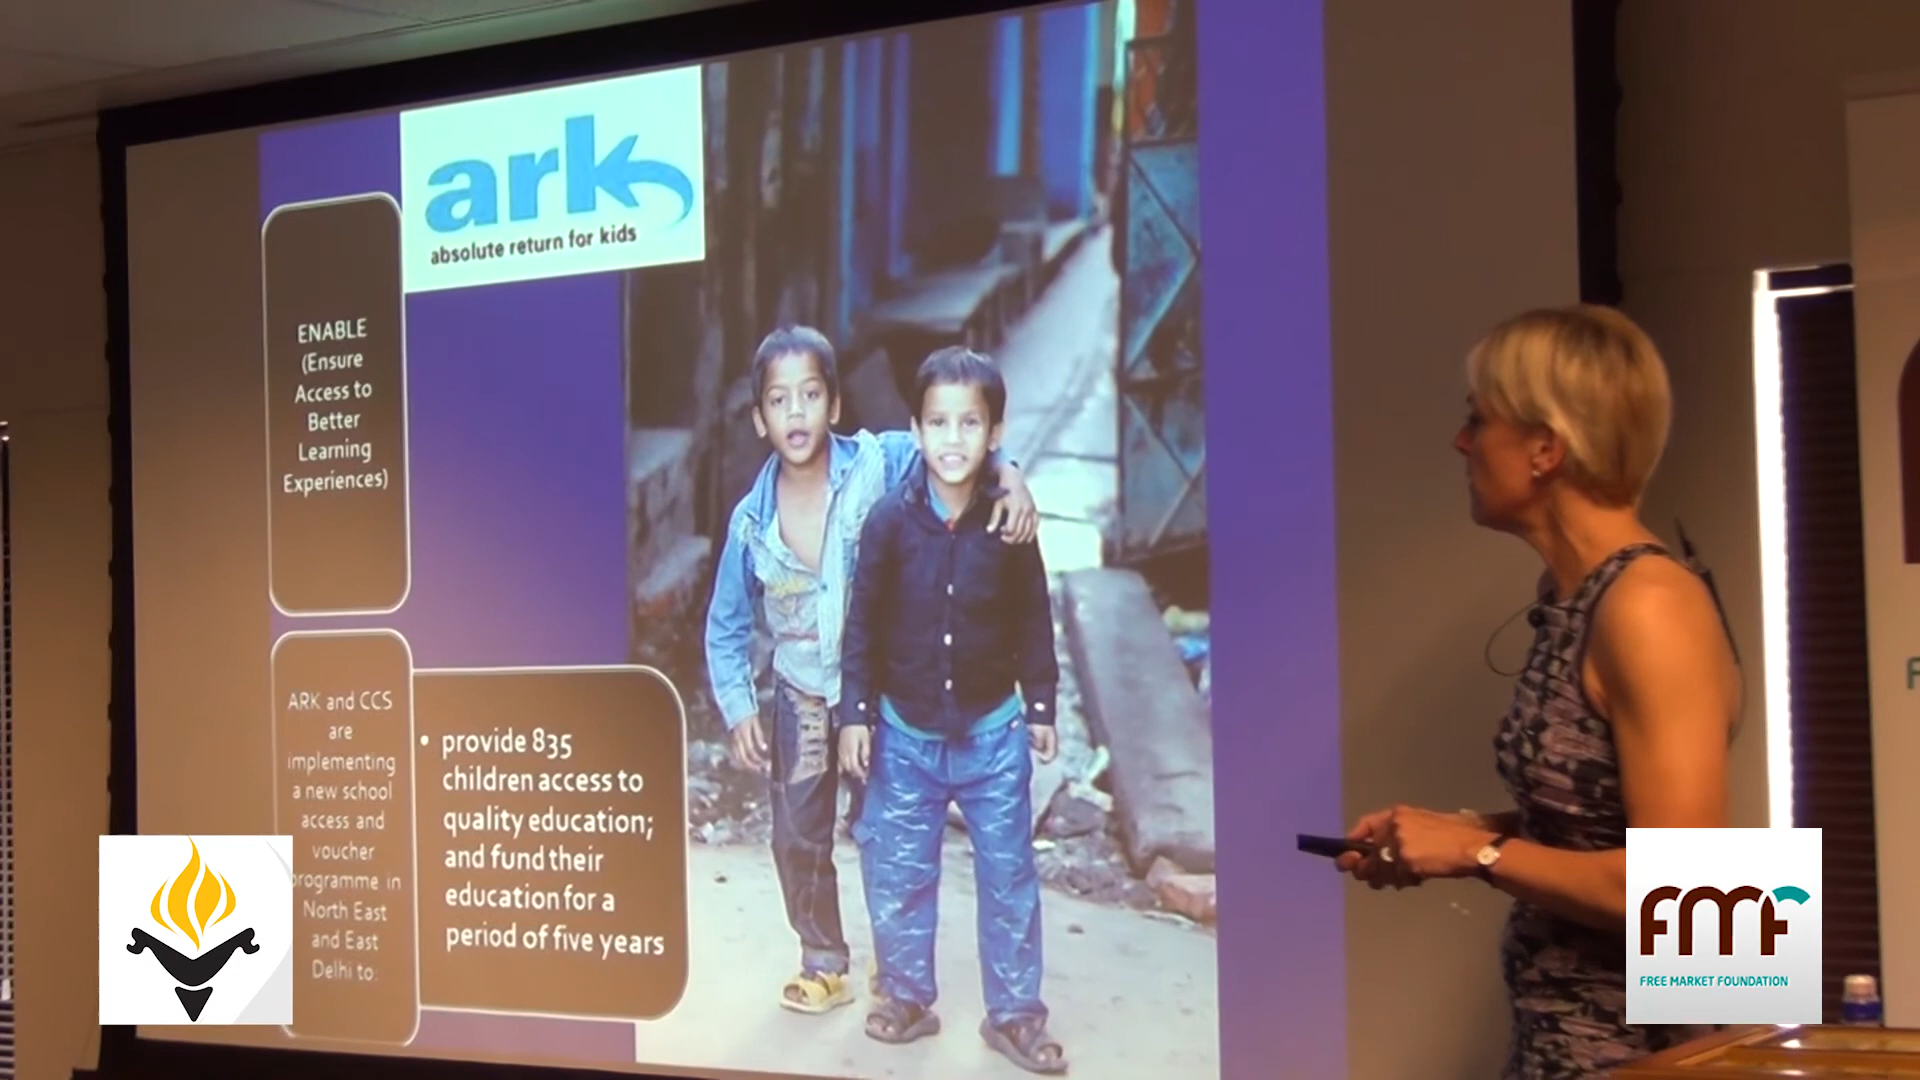 ark
absolute return for kids
ENABLE
(Ensure
Access to
Better
Learning
Experiences)
ARK and CCS
are
implementing
a new school
access and
voucher
programme in
North East
and East
Delhi to:
• provide 835
children access to
quality education;
and fund their
education for a
period of five years
FMF
FREE MARKET FOUNDATION
F